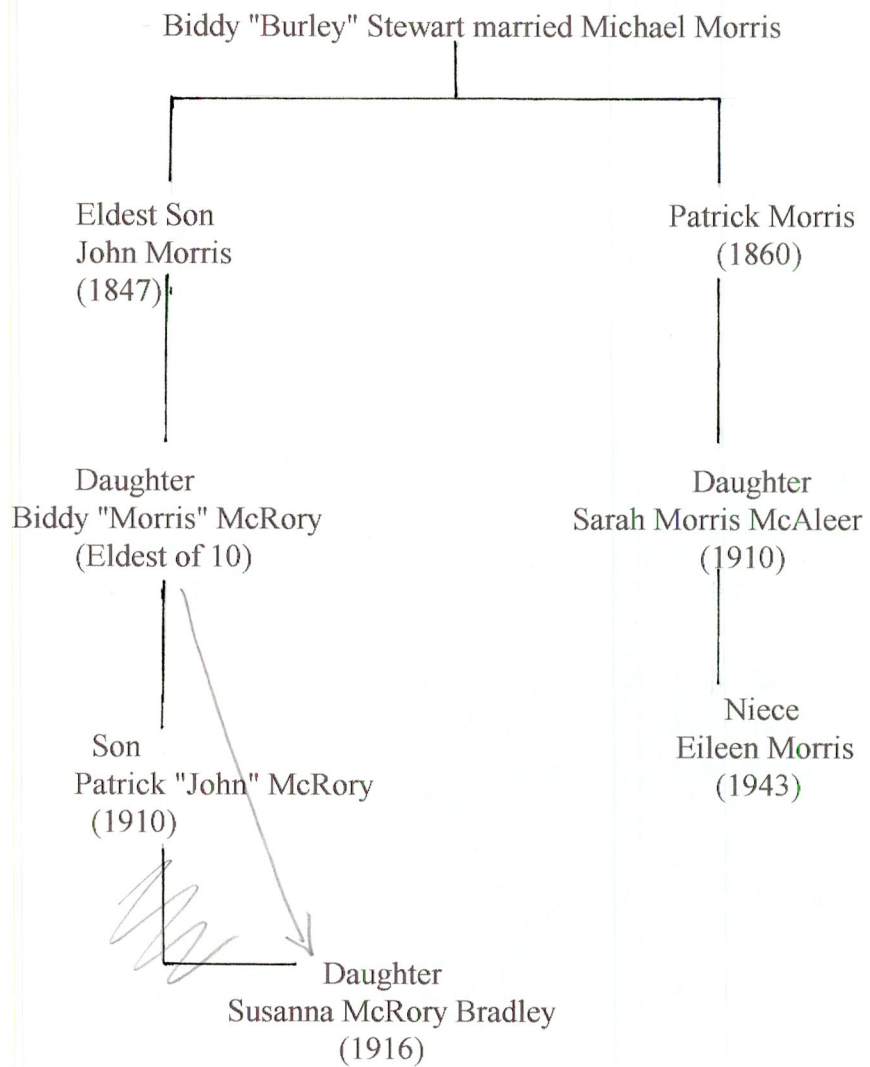 Biddy "Burley" Stewart married Michael Morris
Eldest Son
John Morris
(1847)
Patrick Morris
(1860)
Daughter
Biddy "Morris" McRory
(Eldest of 10)
Daughter
Sarah Morris McAleer
(1910)
Son
Patrick "John" McRory
(1910)
Niece
Eileen Morris
(1943)
Daughter
Susanna McRory Bradley
(1916)